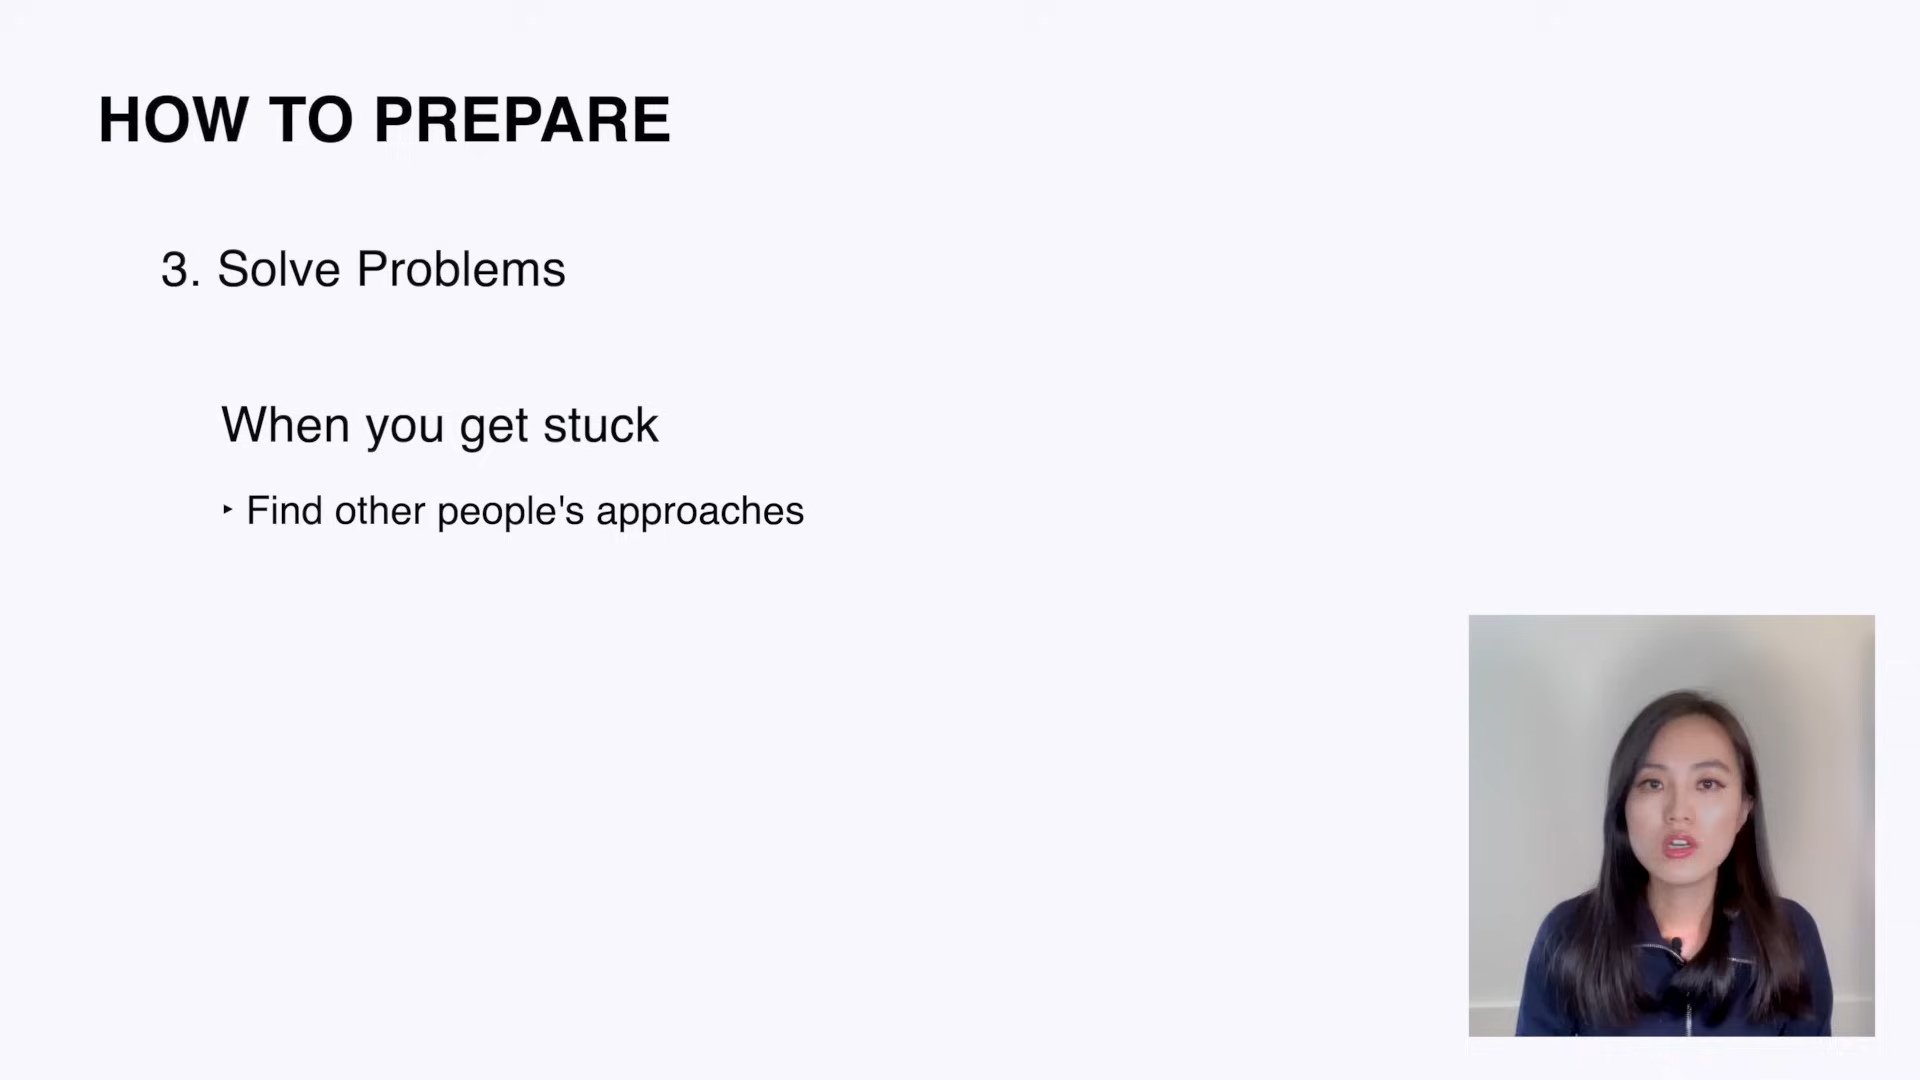 HOW TO PREPARE
3. Solve Problems
When you get stuck
‣ Find other people's approaches